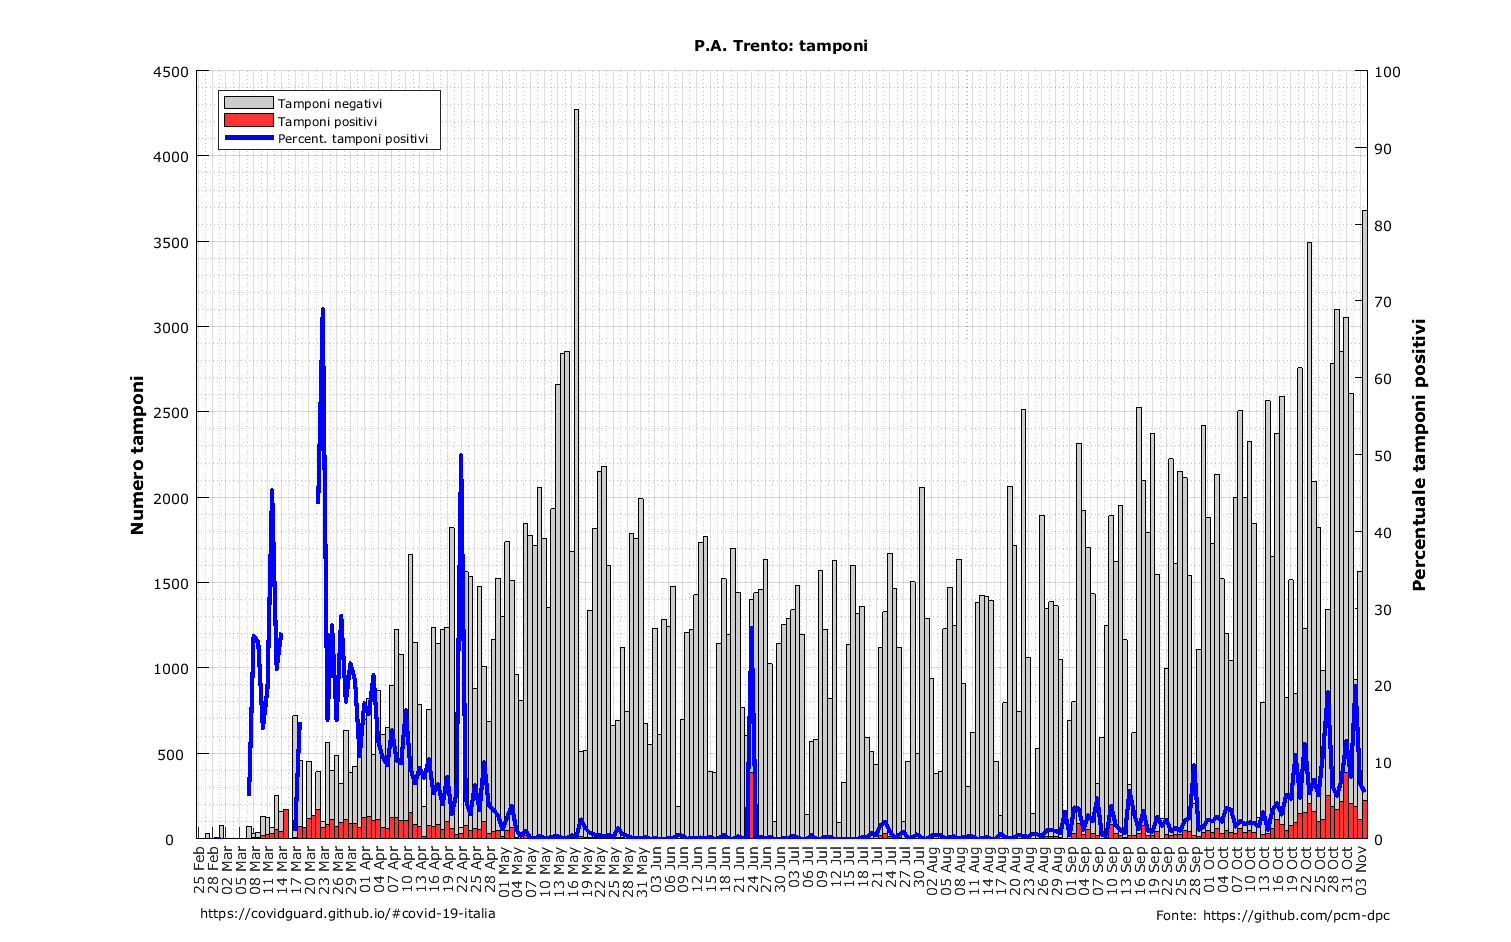 P.A. Trento: tamponi
Tamponi negativi
Tamponi positivi
Percent. tamponi positivi
Numero tamponi
4500
4000
3500
3000
2500
2000
1500
1000
500
0
Percentuale tamponi positivi
100
90
80
70
60
50
40
30
20
10
0
25 Feb
28 Feb
02 Mar
05 Mar
08 Mar
11 Mar
14 Mar
17 Mar
20 Mar
23 Mar
26 Mar
29 Mar
01 Apr
04 Apr
07 Apr
10 Apr
13 Apr
16 Apr
19 Apr
22 Apr
25 Apr
28 Apr
01 May
04 May
07 May
10 May
13 May
16 May
19 May
22 May
25 May
28 May
31 May
03 Jun
06 Jun
09 Jun
12 Jun
15 Jun
18 Jun
21 Jun
24 Jun
27 Jun
30 Jun
03 Jul
06 Jul
09 Jul
12 Jul
15 Jul
18 Jul
21 Jul
24 Jul
27 Jul
30 Jul
02 Aug
05 Aug
08 Aug
11 Aug
14 Aug
17 Aug
20 Aug
23 Aug
26 Aug
29 Aug
01 Sep
04 Sep
07 Sep
10 Sep
13 Sep
16 Sep
19 Sep
22 Sep
25 Sep
28 Sep
01 Oct
04 Oct
07 Oct
10 Oct
13 Oct
16 Oct
19 Oct
22 Oct
25 Oct
28 Oct
31 Oct
03 Nov
https://covidguard.github.io/#covid-19-italia
Fonte: https://github.com/pcm-dpc